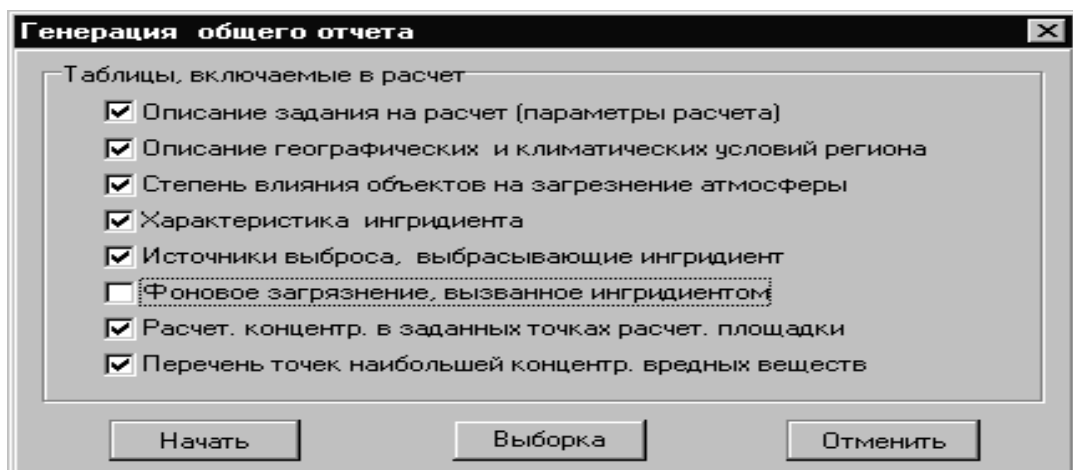 Генерация общего отчета
Таблицы, включаемые в расчет
Описание задания на расчет (параметры расчета)
Описание географических и климатических условий региона
Степень влияния объектов на загрезнение атмосферы
Характеристика ингридиента
Источники выброса, выбрасывающие ингридиент
Фоновое загрязнение, вызванное ингридиентом
Расчет. концентр. в заданных точках расчет. площадки
Перечень точек наибольшей концентр. вредных веществ
Начать Выборка Отменить